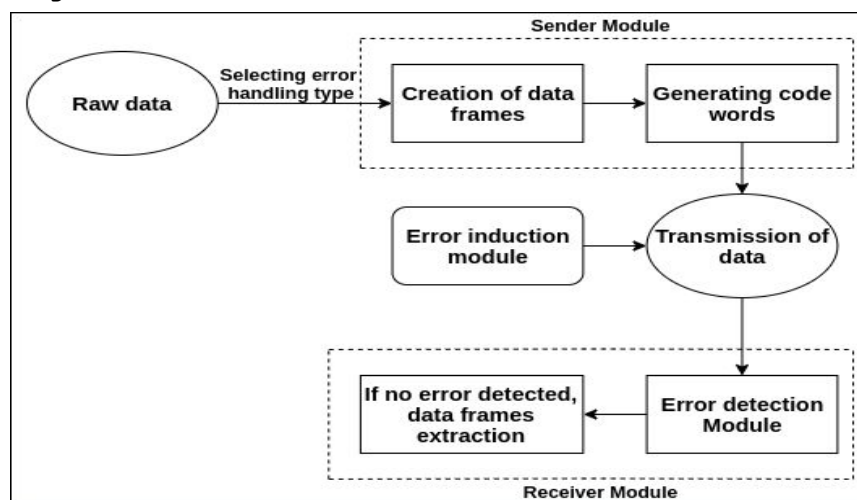 Sender Module
Raw data
Selecting error
handling type
Creation of data
frames
Generating code
words
Error induction
module
Transmission of
data
If no error detected,
data frames
extraction
Error detection
Module
Receiver Module